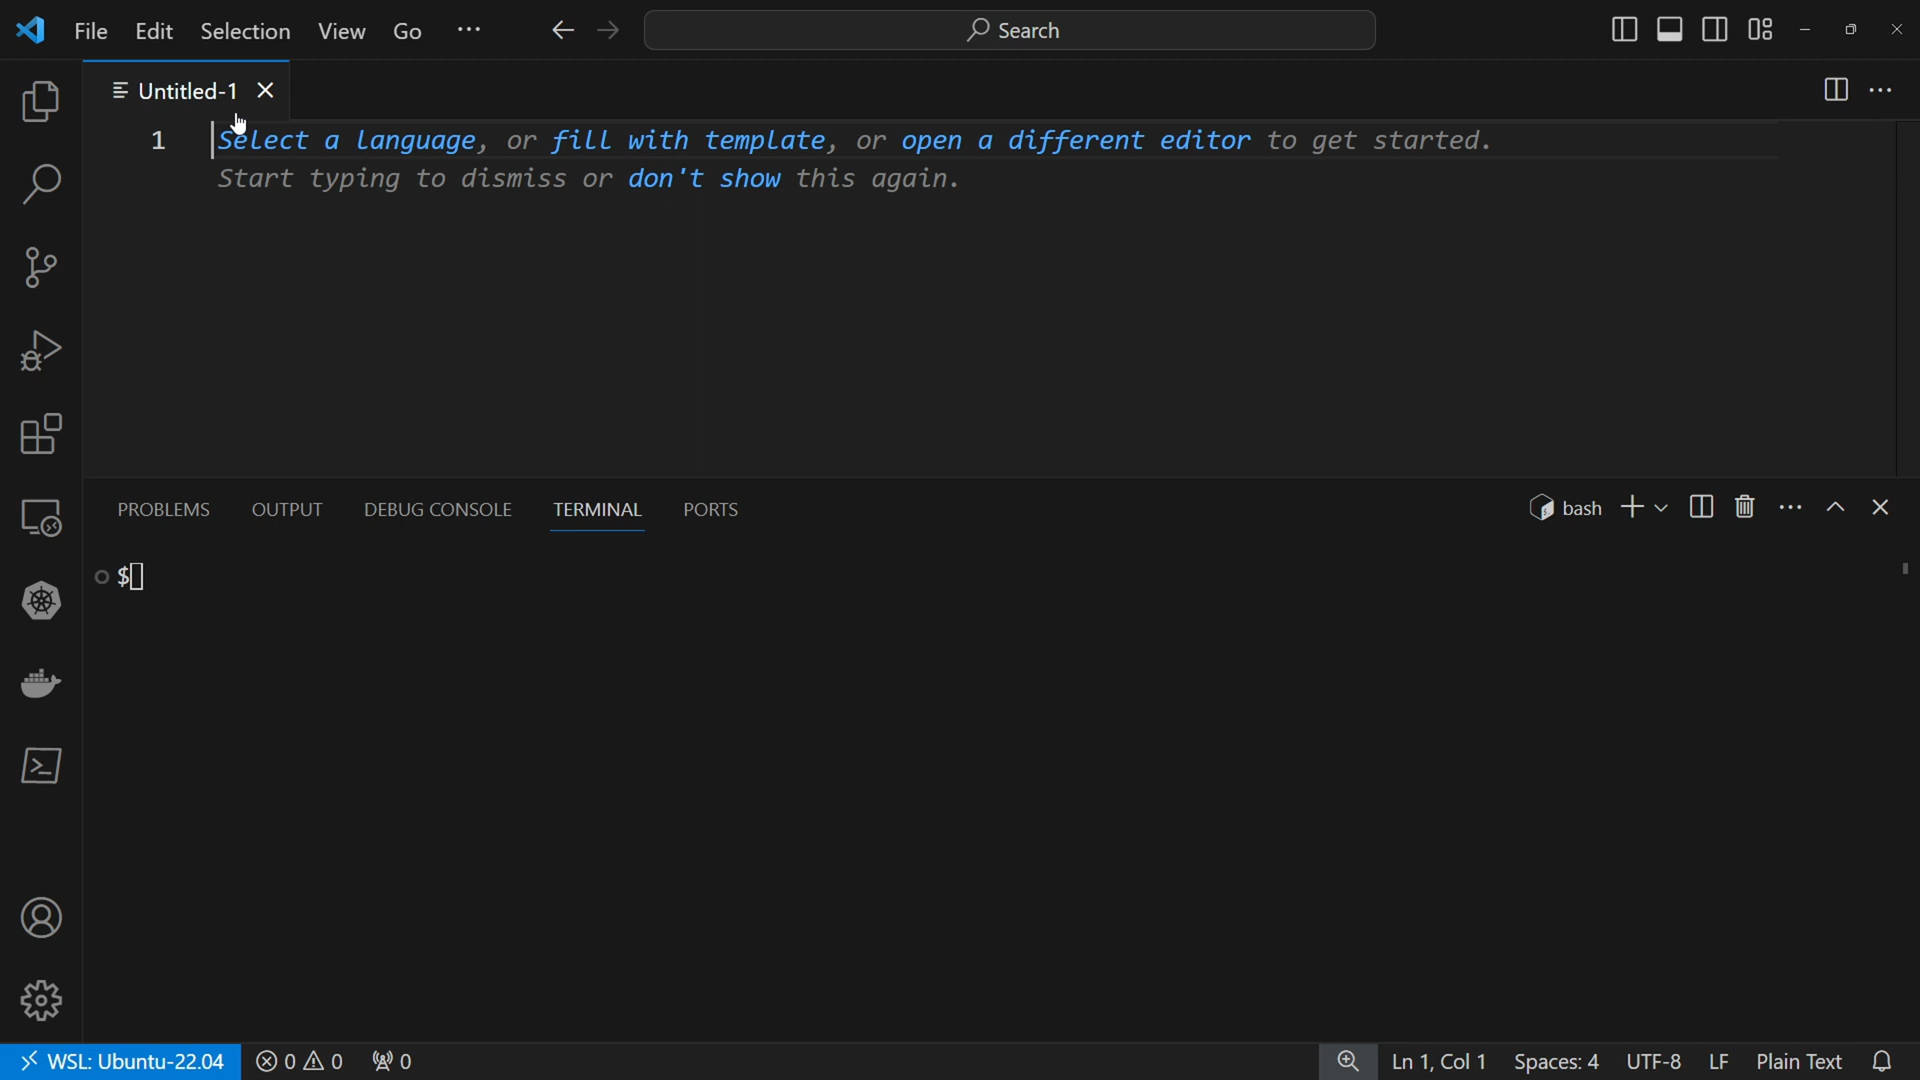 File Edit Selection View Go ··· Search
Untitled-1
1 Select a language, or fill with template, or open a different editor to get started.
Start typing to dismiss or don't show this again.
PROBLEMS OUTPUT DEBUG CONSOLE TERMINAL PORTS bash
$
WSL: Ubuntu-22.04 0 0 0 Ln 1, Col 1 Spaces: 4 UTF-8 LF Plain Text